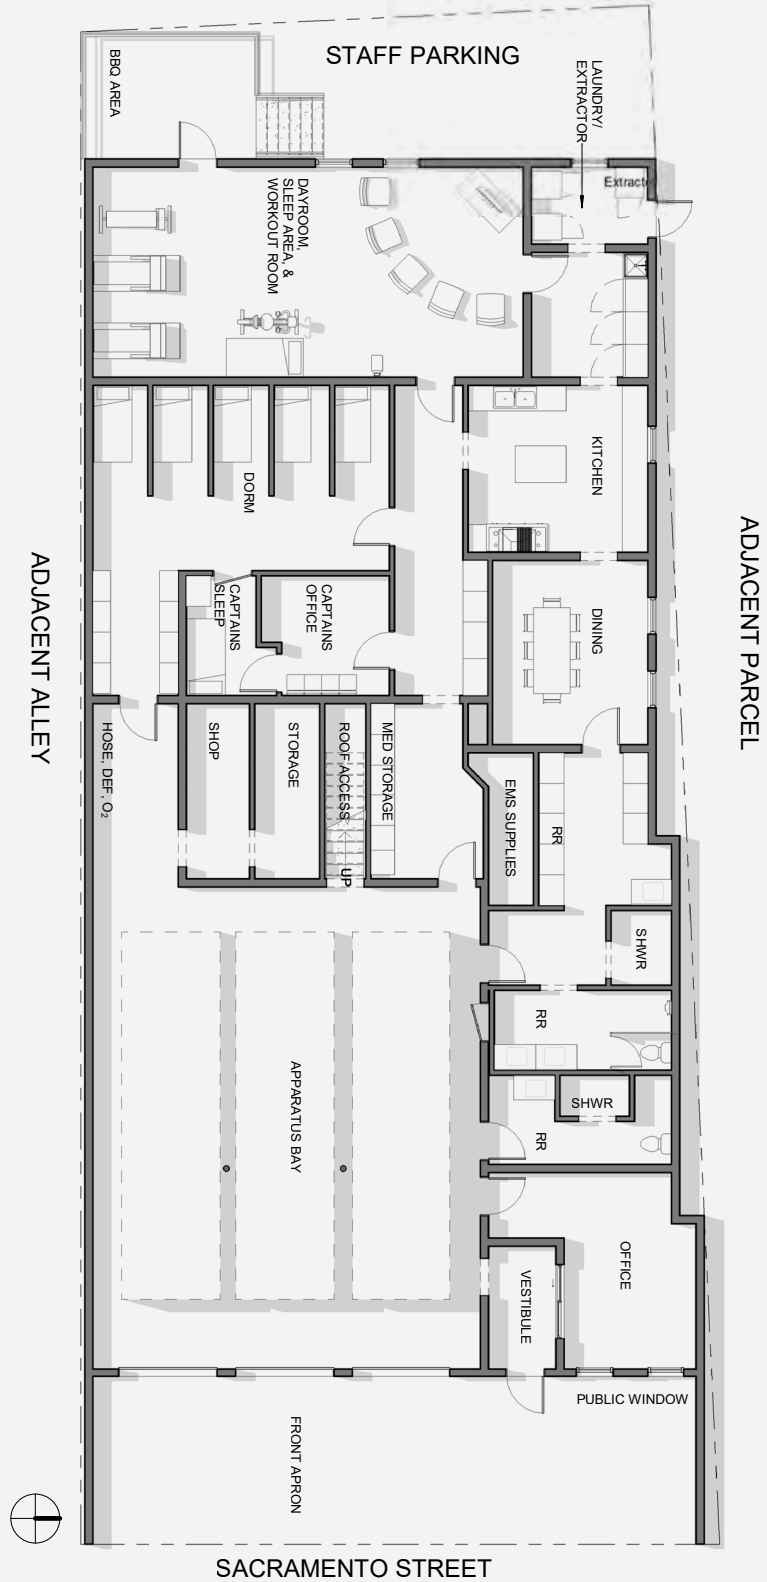 STAFF PARKING
BBQ AREA
LAUNDRY/
EXTRACTOR
DAYROOM,
SLEEP AREA, &
WORKOUT ROOM
KITCHEN
DORM
ADJACENT ALLEY
ADJACENT PARCEL
CAPTAINS
SLEEP
CAPTAINS
OFFICE
DINING
HOSE, DEF, O2
SHOP
STORAGE
ROOF ACCESS
UP
MED STORAGE
EMS SUPPLIES
RR
SHWR
RR
SHWR
RR
APPARATUS BAY
OFFICE
VESTIBULE
PUBLIC WINDOW
FRONT APRON
SACRAMENTO STREET